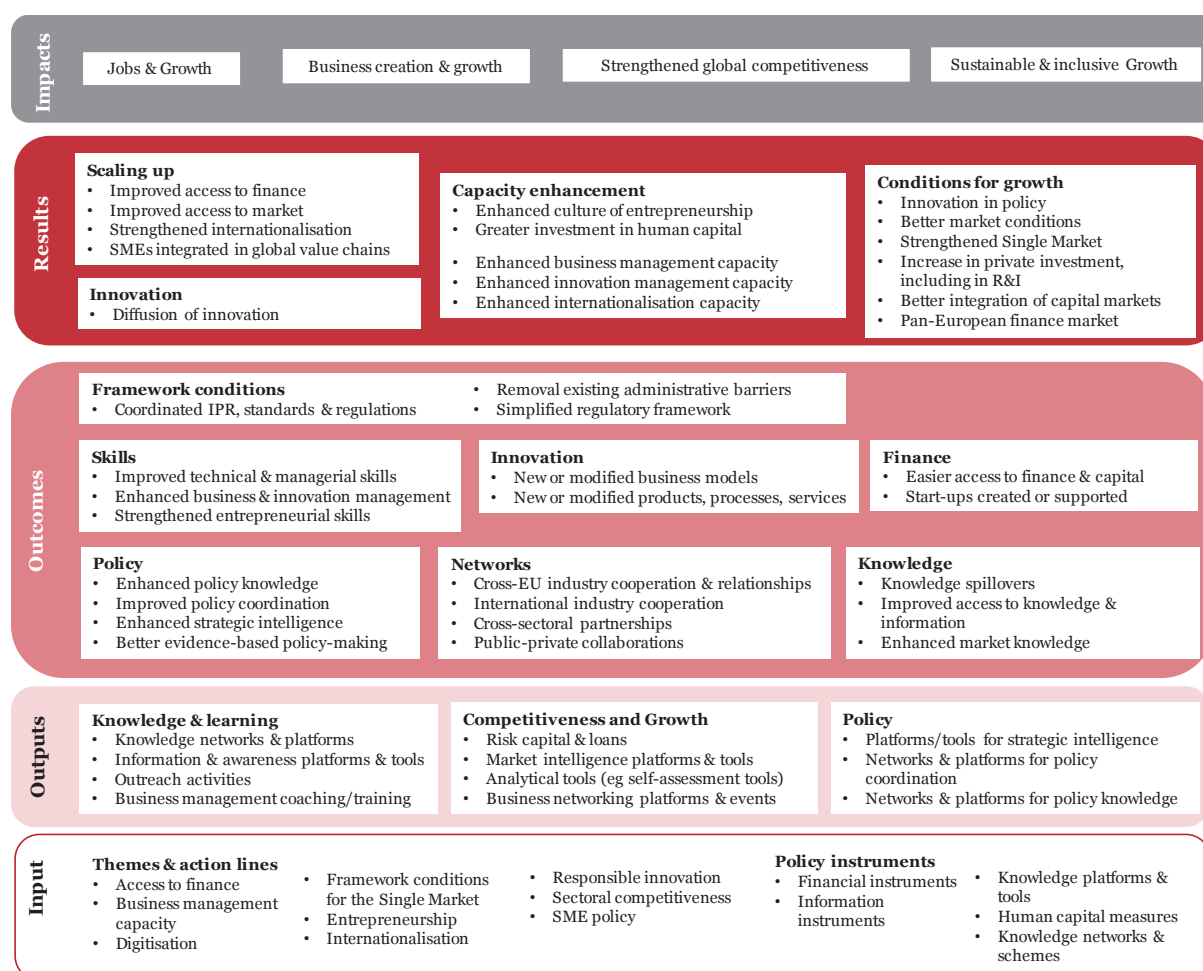 Impacts
Jobs & Growth
Business creation & growth
Strengthened global competitiveness
Sustainable & inclusive Growth
Results
Scaling up
• Improved access to finance
• Improved access to market
• Strengthened internationalisation
• SMEs integrated in global value chains
Innovation
• Diffusion of innovation
Capacity enhancement
• Enhanced culture of entrepreneurship
• Greater investment in human capital
• Enhanced business management capacity
• Enhanced innovation management capacity
• Enhanced internationalisation capacity
Conditions for growth
• Innovation in policy
• Better market conditions
• Strengthened Single Market
• Increase in private investment,
including in R&I
• Better integration of capital markets
• Pan-European finance market
Outcomes
Framework conditions
• Coordinated IPR, standards & regulations
• Removal existing administrative barriers
• Simplified regulatory framework
Skills
• Improved technical & managerial skills
• Enhanced business & innovation management
• Strengthened entrepreneurial skills
Innovation
• New or modified business models
• New or modified products, processes, services
Finance
• Easier access to finance & capital
• Start-ups created or supported
Policy
• Enhanced policy knowledge
• Improved policy coordination
• Enhanced strategic intelligence
• Better evidence-based policy-making
Networks
• Cross-EU industry cooperation & relationships
• International industry cooperation
• Cross-sectoral partnerships
• Public-private collaborations
Knowledge
• Knowledge spillovers
• Improved access to knowledge &
information
• Enhanced market knowledge
Outputs
Knowledge & learning
• Knowledge networks & platforms
• Information & awareness platforms & tools
• Outreach activities
• Business management coaching/training
Competitiveness and Growth
• Risk capital & loans
• Market intelligence platforms & tools
• Analytical tools (eg self-assessment tools)
• Business networking platforms & events
Policy
• Platforms/tools for strategic intelligence
• Networks & platforms for policy
coordination
• Networks & platforms for policy knowledge
Input
Themes & action lines
• Access to finance
• Business management
capacity
• Digitisation
• Framework conditions
for the Single Market
• Entrepreneurship
• Internationalisation
• Responsible innovation
• Sectoral competitiveness
• SME policy
Policy instruments
• Financial instruments
• Information
instruments
• Knowledge platforms &
tools
• Human capital measures
• Knowledge networks &
schemes